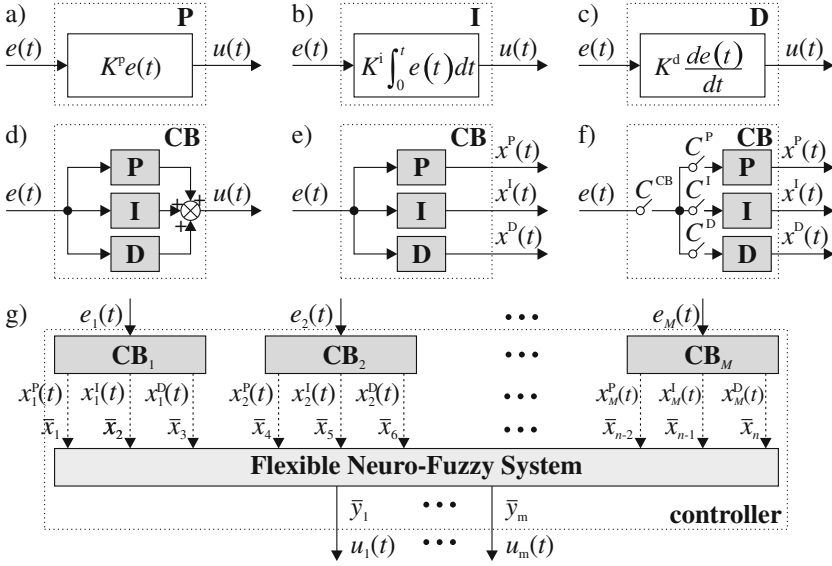 a) P b) I c) D
e(t) K^p e(t) u(t) e(t) K^i ∫_0^t e(t)dt u(t) e(t) K^d de(t)/dt u(t)
d) CB e) CB f) CB
P P x^P(t) C^P P x^P(t)
e(t) I + + + u(t) e(t) I x^I(t) e(t) C^CB C^I I x^I(t)
D D x^D(t) C^D D x^D(t)
g) e_1(t) e_2(t) ••• e_M(t)
CB_1 CB_2 ••• CB_M
x_1^P(t) x_1^I(t) x_1^D(t) x_2^P(t) x_2^I(t) x_2^D(t) ••• x_M^P(t) x_M^I(t) x_M^D(t)
x̅_1 x̅_2 x̅_3 x̅_4 x̅_5 x̅_6 ••• x̅_{n-2} x̅_{n-1} x̅_n
Flexible Neuro-Fuzzy System
y̅_1 ••• y̅_m controller
u_1(t) ••• u_m(t)